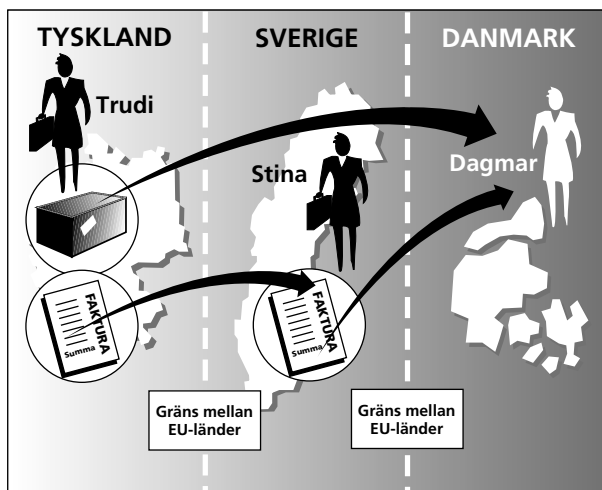 TYSKLAND
SVERIGE
DANMARK
Trudi
Stina
Dagmar
FAKTURA
Summa
FAKTURA
Summa
Gräns mellan
EU-länder
Gräns mellan
EU-länder